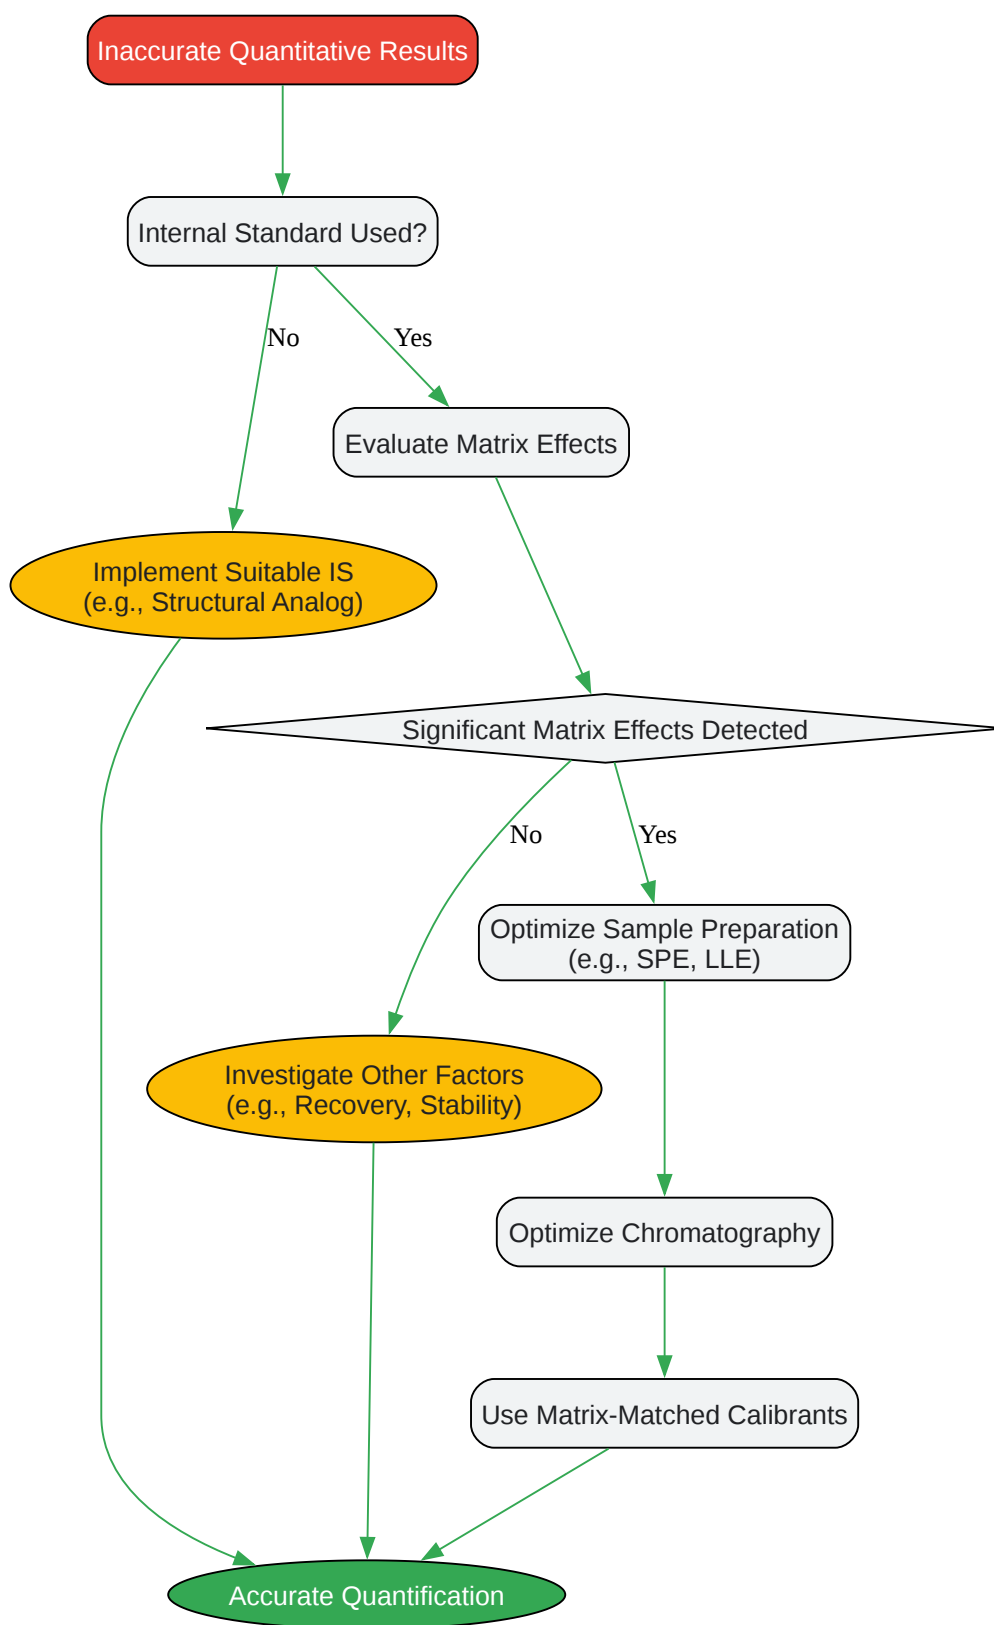 Inaccurate Quantitative Results
Internal Standard Used?
No
Yes
Evaluate Matrix Effects
Implement Suitable IS
(e.g., Structural Analog)
Significant Matrix Effects Detected
No
Yes
Optimize Sample Preparation
(e.g., SPE, LLE)
Investigate Other Factors
(e.g., Recovery, Stability)
Optimize Chromatography
Use Matrix-Matched Calibrants
Accurate Quantification